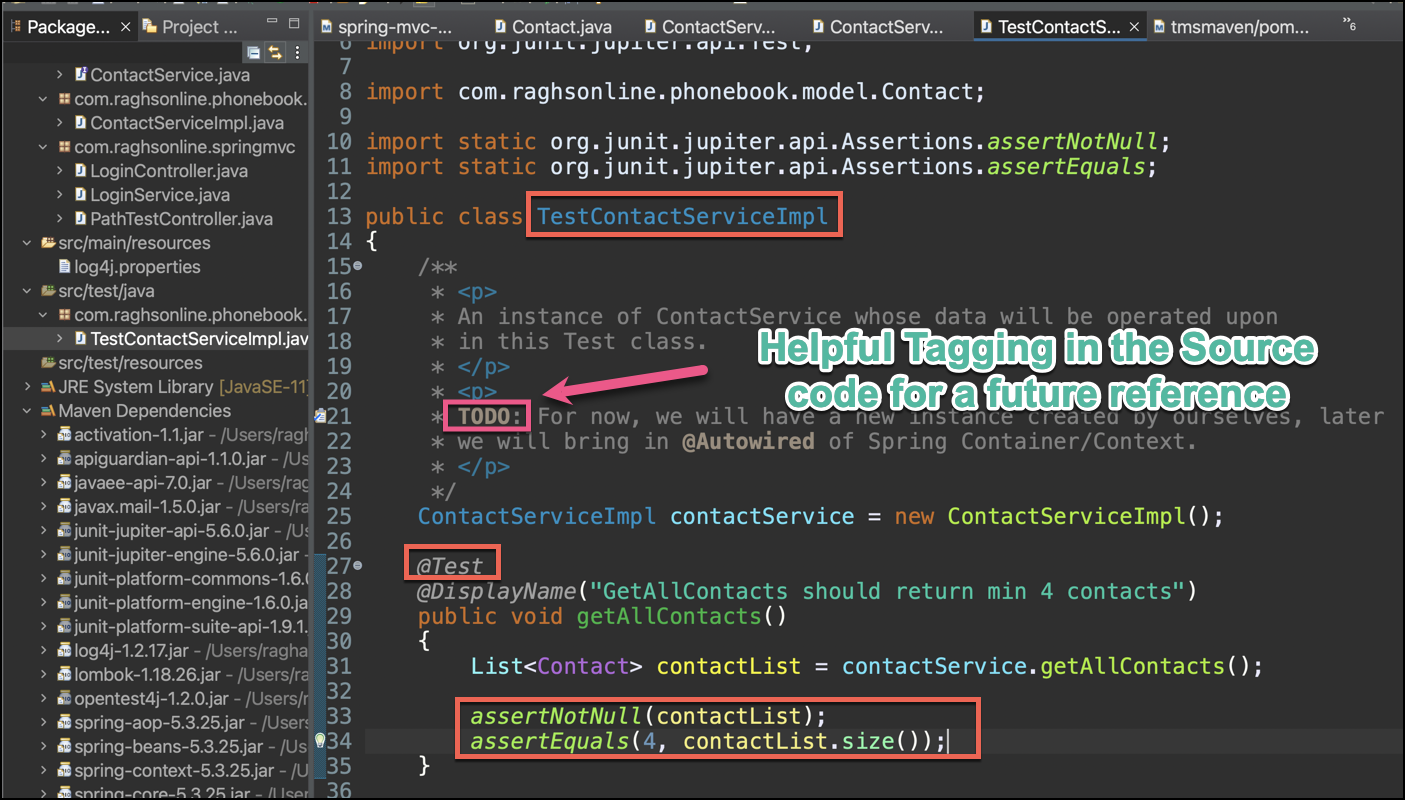 Package...
Project ...
spring-mvc-...
Contact.java
ContactServ...
ContactServ...
TestContactS...
tmsmaven/pom...
6
ContactService.java
com.raghsonline.phonebook.
ContactServiceImpl.java
com.raghsonline.springmvc
LoginController.java
LoginService.java
PathTestController.java
src/main/resources
log4j.properties
src/test/java
com.raghsonline.phonebook.
TestContactServiceImpl.jav
src/test/resources
JRE System Library [JavaSE-11]
Maven Dependencies
activation-1.1.jar - /Users/ragh
apiguardian-api-1.1.0.jar - /Us
javaee-api-7.0.jar - /Users/rag
javax.mail-1.5.0.jar - /Users/r
junit-jupiter-api-5.6.0.jar - /U
junit-jupiter-engine-5.6.0.jar -
junit-platform-commons-1.6.0
junit-platform-engine-1.6.0.ja
junit-platform-suite-api-1.9.1.
log4j-1.2.17.jar - /Users/ragha
lombok-1.18.26.jar - /Users/ra
opentest4j-1.2.0.jar - /Users/r
spring-aop-5.3.25.jar - /Users
spring-beans-5.3.25.jar - /Use
spring-context-5.3.25.jar - /U
spring-core-5.3.25.jar - /User
6 import org.junit.jupiter.api.Test;
7
8 import com.raghsonline.phonebook.model.Contact;
9
10 import static org.junit.jupiter.api.Assertions.assertNotNull;
11 import static org.junit.jupiter.api.Assertions.assertEquals;
12
13 public class TestContactServiceImpl
14 {
15 /**
16 * <p>
17 * An instance of ContactService whose data will be operated upon
18 * in this Test class.
19 * </p>
20 * <p>
21 * TODO: For now, we will have a new instance created by ourselves, later
22 * we will bring in @Autowired of Spring Container/Context.
23 * </p>
24 */
25 ContactServiceImpl contactService = new ContactServiceImpl();
26
27 @Test
28 @DisplayName("GetAllContacts should return min 4 contacts")
29 public void getAllContacts()
30 {
31 List<Contact> contactList = contactService.getAllContacts();
32
33 assertNotNull(contactList);
34 assertEquals(4, contactList.size());
35 }
36
Helpful Tagging in the Source
code for a future reference